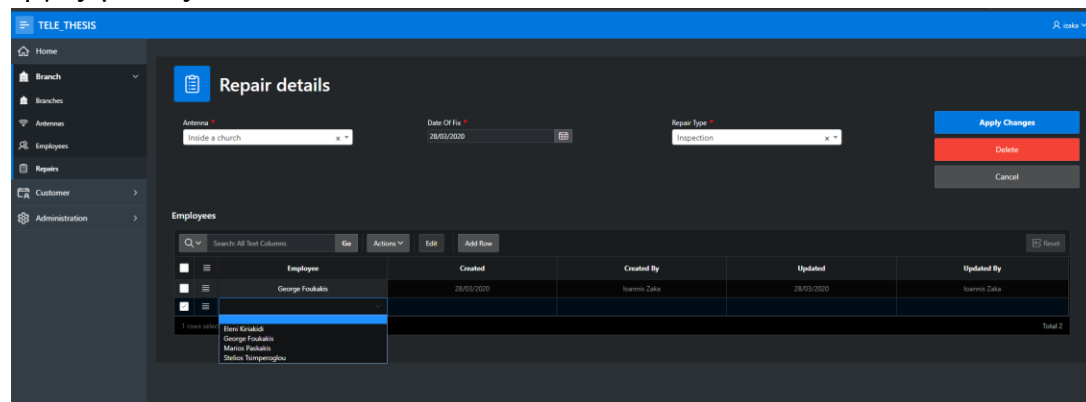 TELE_THESIS
izaka
Home
Branch
Branches
Antennas
Employees
Repairs
Customer
Administration
Repair details
Antenna *
Inside a church
Date Of Fix *
28/03/2020
Repair Type *
Inspection
Apply Changes
Delete
Cancel
Employees
Search: All Text Columns Go Actions Edit Add Row Reset
Employee Created Created By Updated Updated By
George Foukakis 28/03/2020 Ioannis Zaka 28/03/2020 Ioannis Zaka
Eleni Kiriakidi
George Foukakis
Marios Paskakis
Stelios Tsimperoglou
1 rows selec Total 2